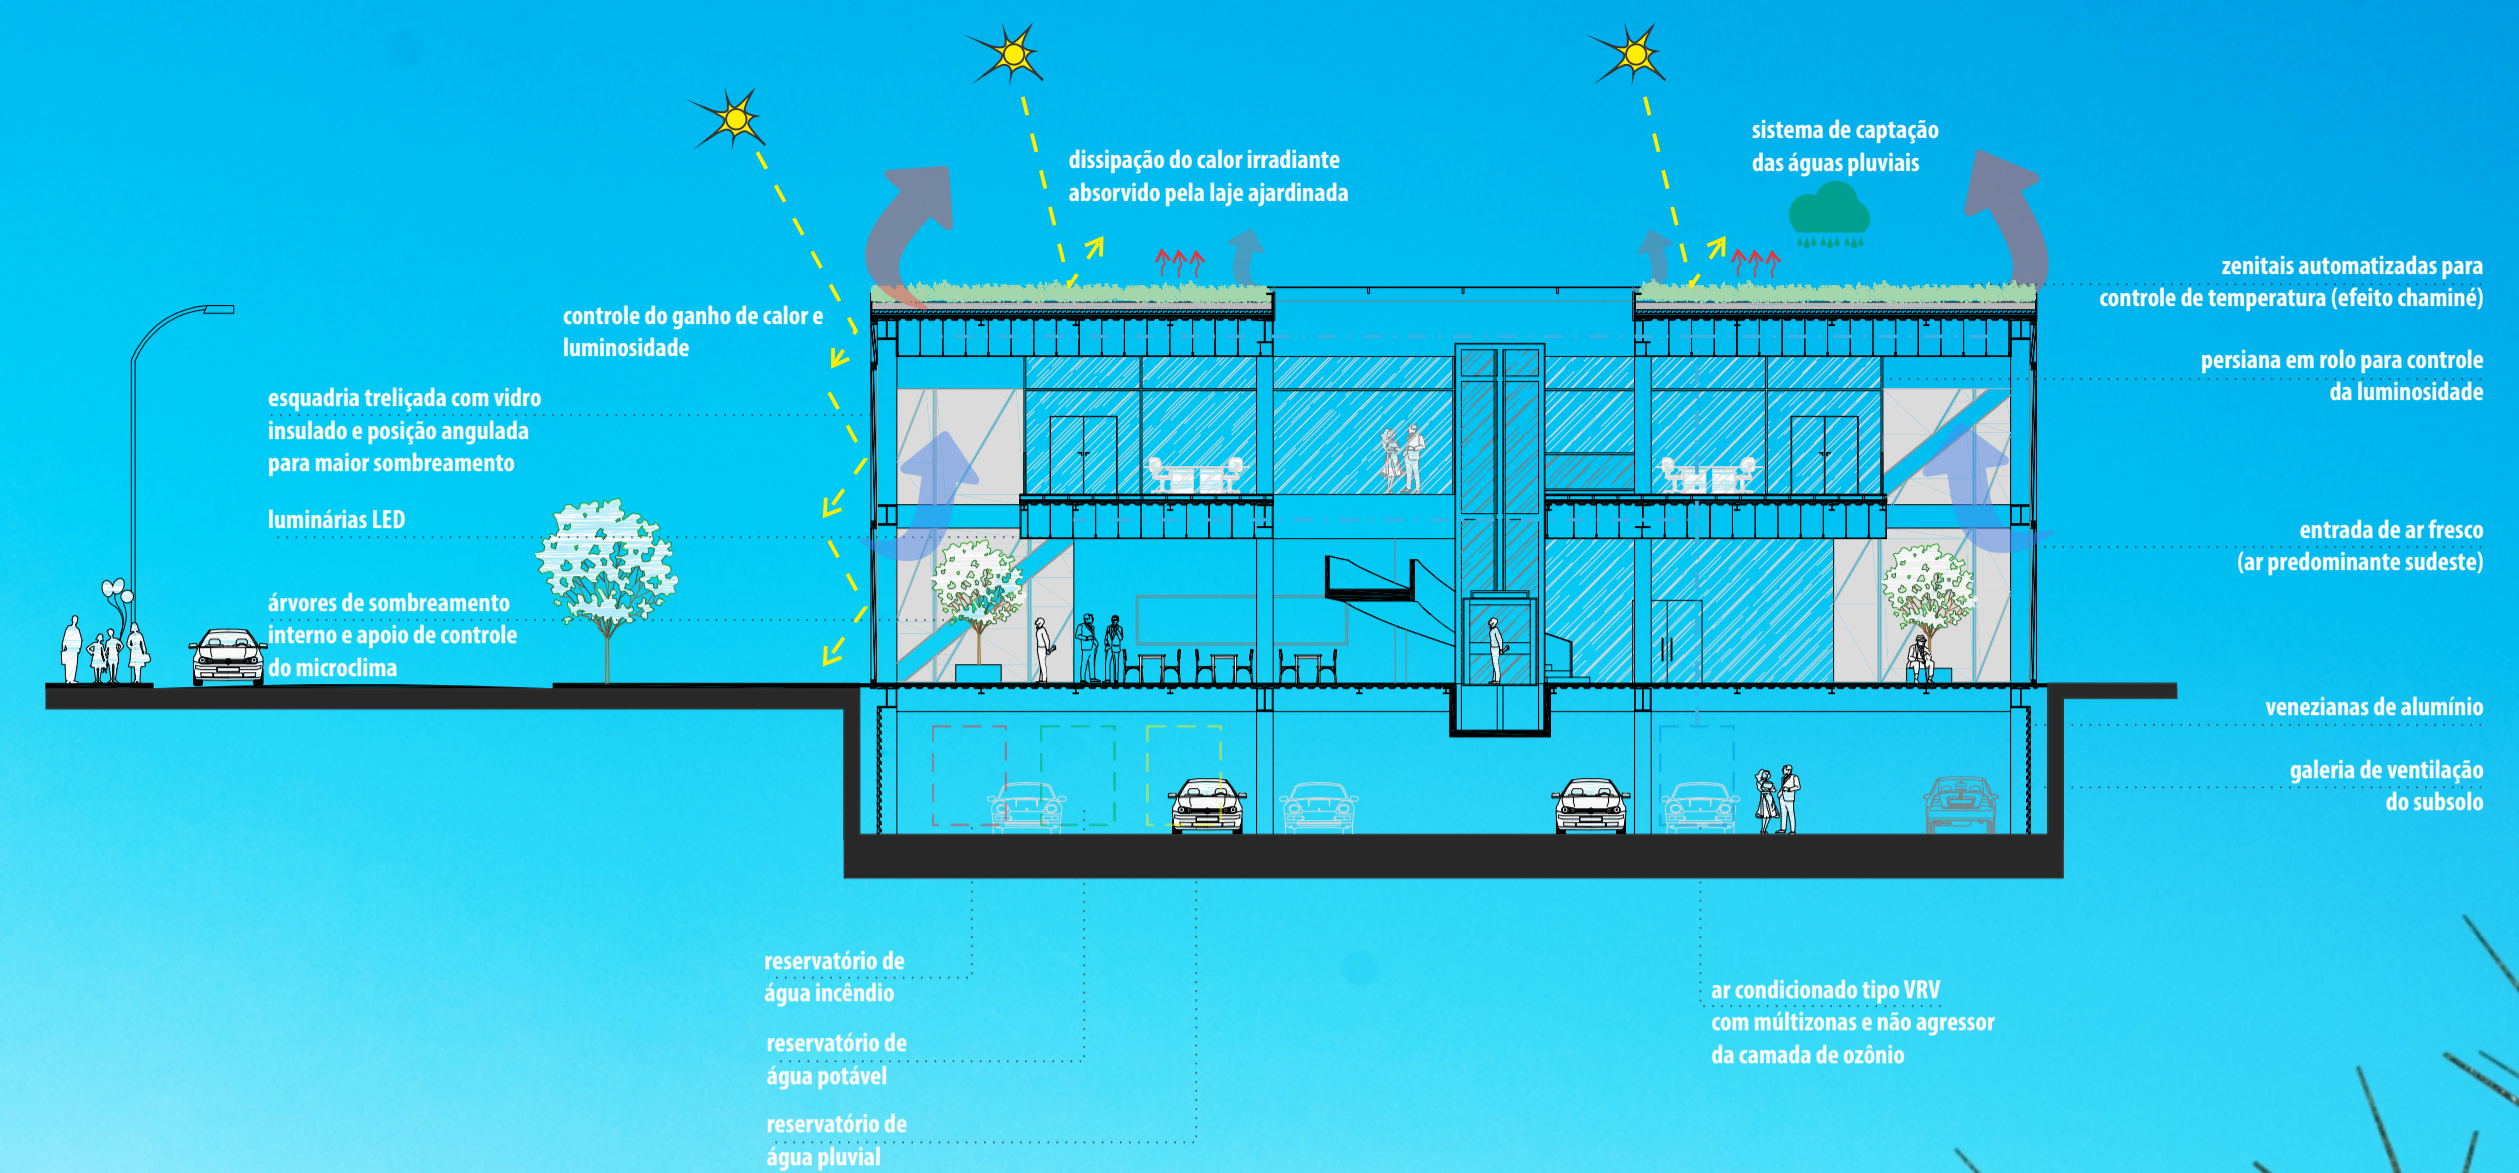 sistema de captação
das águas pluviais
dissipação do calor irradiante
absorvido pela laje ajardinada
zenitais automatizadas para
controle de temperatura (efeito chaminé)
controle do ganho de calor e
luminosidade
persiana em rolo para controle
da luminosidade
esquadria treliçada com vidro
insulado e posição angulada
para maior sombreamento
luminárias LED
entrada de ar fresco
(ar predominante sudeste)
árvores de sombreamento
interno e apoio de controle
do microclima
venezianas de alumínio
galeria de ventilação
do subsolo
reservatório de
água incêndio
reservatório de
água potável
reservatório de
água pluvial
ar condicionado tipo VRV
com múltizonas e não agressor
da camada de ozônio